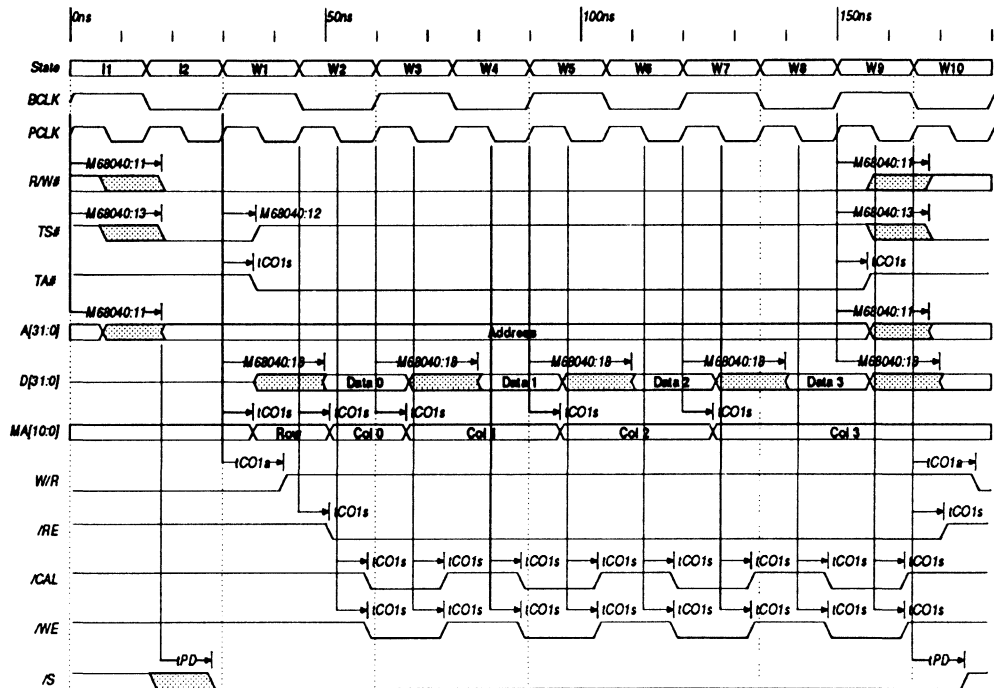 0ns 50ns 100ns 150ns
State I1 I2 W1 W2 W3 W4 W5 W6 W7 W8 W9 W10
BCLK
PCLK
M68040:11 M68040:11
R/W#
M68040:13 M68040:12 M68040:13
TS#
tCO1s tCO1s
TA#
M68040:11 M68040:11
A[31:0] Address
M68040:18 M68040:18 M68040:18 M68040:18 M68040:18
D[31:0] Data 0 Data 1 Data 2 Data 3
tCO1s tCO1s tCO1s tCO1s tCO1s
MA[10:0] Row Col 0 Col 1 Col 2 Col 3
tCO1a tCO1a
W/R
tCO1s tCO1s
/RE
tCO1s tCO1s tCO1s tCO1s tCO1s tCO1s tCO1s tCO1s
/CAL
tCO1s tCO1s tCO1s tCO1s tCO1s tCO1s tCO1s tCO1s
/WE
tPD tPD
/S